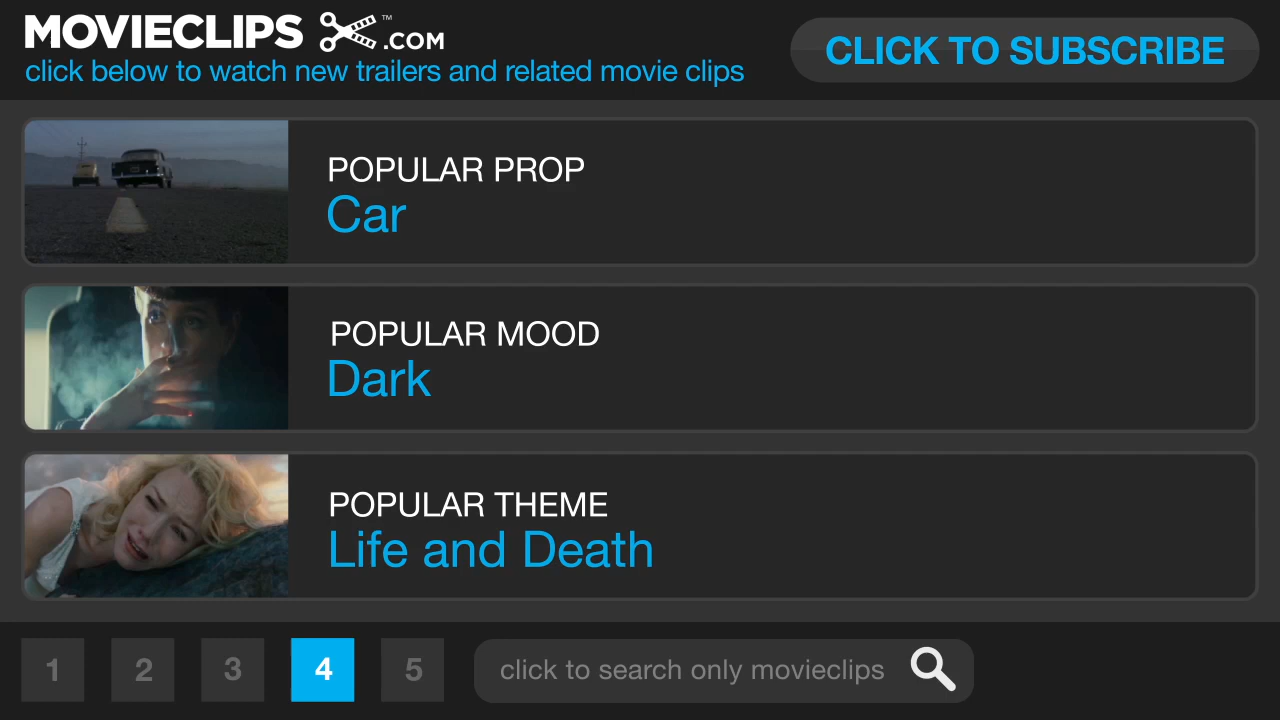 MOVIECLIPS ™ .COM
click below to watch new trailers and related movie clips
CLICK TO SUBSCRIBE
POPULAR PROP
Car
POPULAR MOOD
Dark
POPULAR THEME
Life and Death
1 2 3 4 5
click to search only movieclips